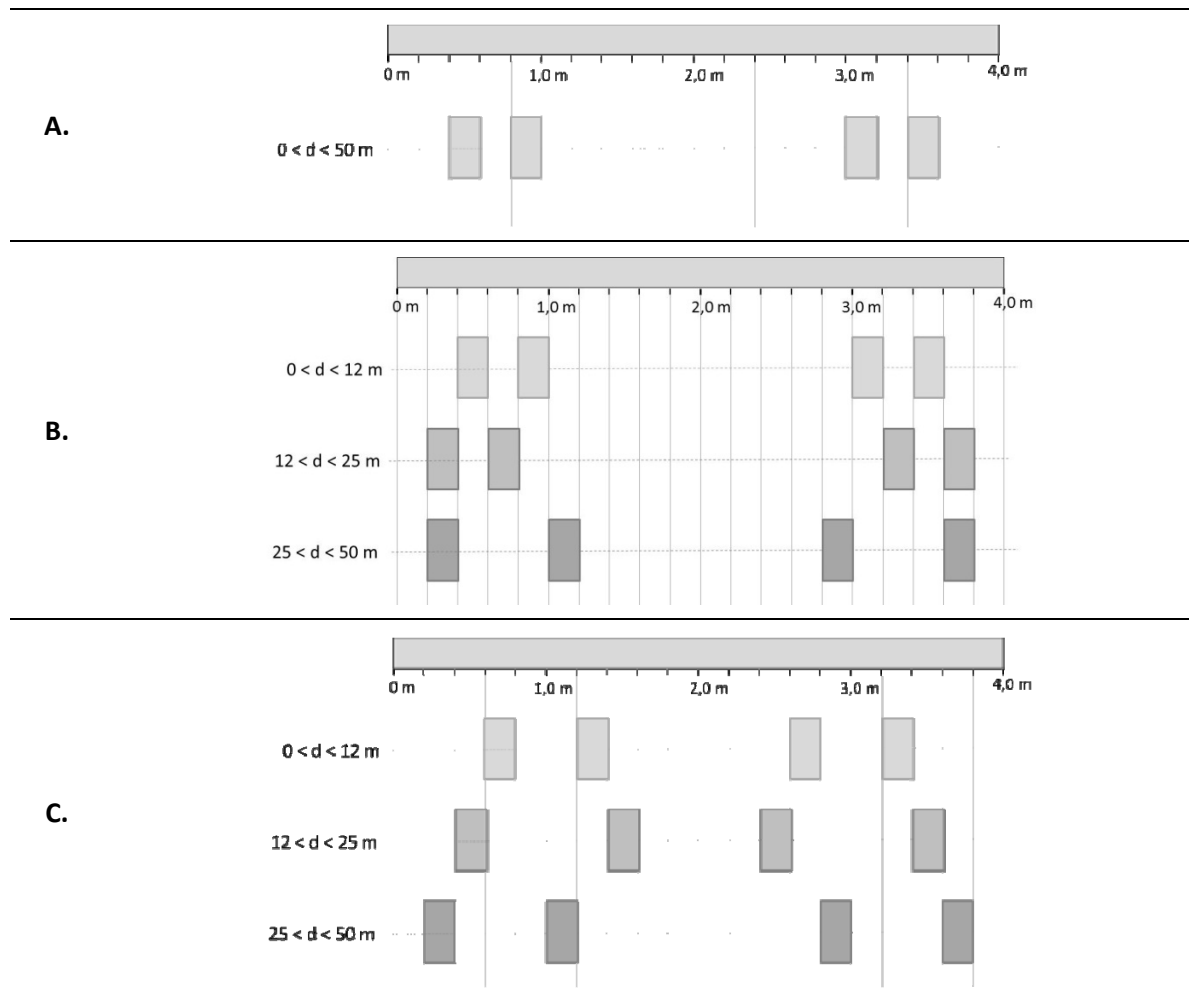 0 m 1,0 m 2,0 m 3,0 m 4,0 m
A.
0 < d < 50 m
0 m 1,0 m 2,0 m 3,0 m 4,0 m
0 < d < 12 m
B.
12 < d < 25 m
25 < d < 50 m
0 m 1,0 m 2,0 m 3,0 m 4,0 m
0 < d < 12 m
C.
12 < d < 25 m
25 < d < 50 m